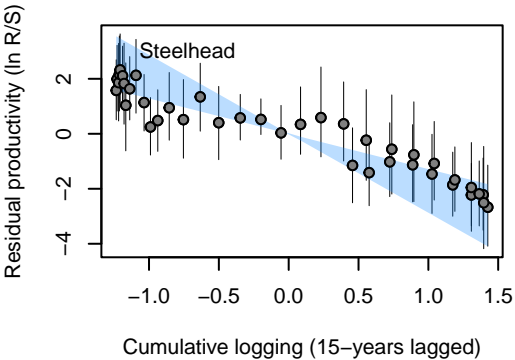 Residual productivity (ln R/S)
Steelhead
2
0
−2
−4
−1.0 −0.5 0.0 0.5 1.0 1.5
Cumulative logging (15−years lagged)